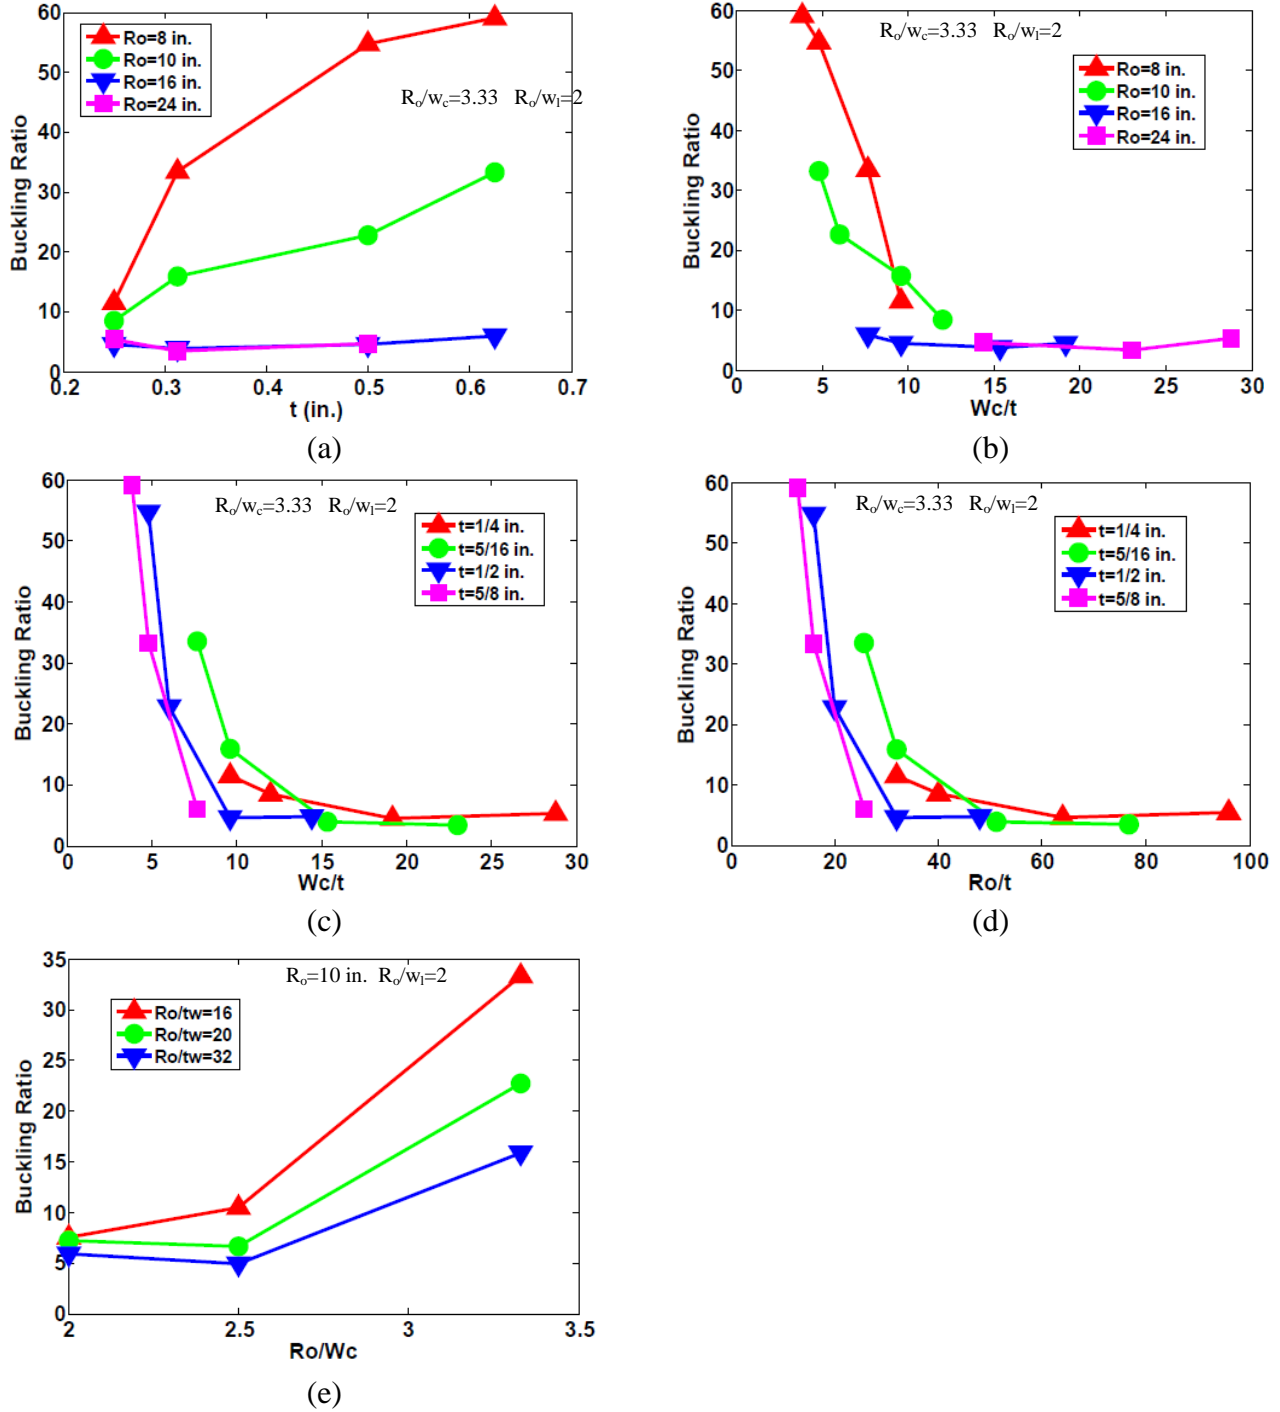 60
50
40
30
20
10
0
Buckling Ratio
Ro=8 in.
Ro=10 in.
Ro=16 in.
Ro=24 in.
Ro/wc=3.33 Ro/wl=2
0.2 0.3 0.4 0.5 0.6 0.7
t (in.)
(a)
60
50
40
30
20
10
0
Buckling Ratio
Ro/wc=3.33 Ro/wl=2
Ro=8 in.
Ro=10 in.
Ro=16 in.
Ro=24 in.
0 5 10 15 20 25 30
Wc/t
(b)
60
50
40
30
20
10
0
Buckling Ratio
Ro/wc=3.33 Ro/wl=2
t=1/4 in.
t=5/16 in.
t=1/2 in.
t=5/8 in.
0 5 10 15 20 25 30
Wc/t
(c)
60
50
40
30
20
10
0
Buckling Ratio
Ro/wc=3.33 Ro/wl=2
t=1/4 in.
t=5/16 in.
t=1/2 in.
t=5/8 in.
0 20 40 60 80 100
Ro/t
(d)
35
30
25
20
15
10
5
0
Buckling Ratio
Ro=10 in. Ro/wl=2
Ro/tw=16
Ro/tw=20
Ro/tw=32
2 2.5 3 3.5
Ro/Wc
(e)